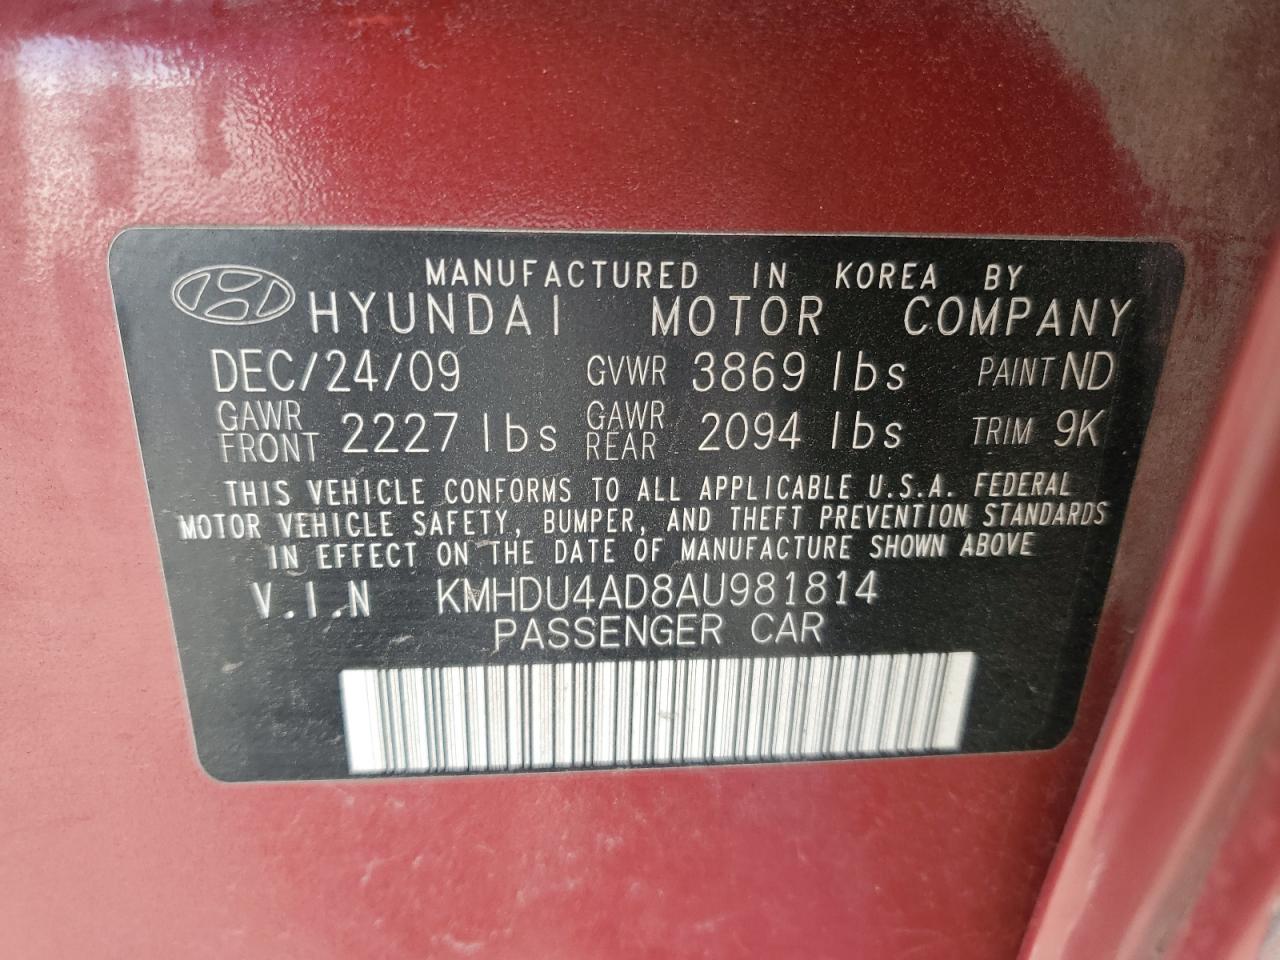 MANUFACTURED IN KOREA BY
HYUNDAI MOTOR COMPANY
DEC/24/09 GVWR 3869 lbs PAINT ND
GAWR FRONT 2227 lbs GAWR REAR 2094 lbs TRIM 9K
THIS VEHICLE CONFORMS TO ALL APPLICABLE U.S.A. FEDERAL
MOTOR VEHICLE SAFETY, BUMPER, AND THEFT PREVENTION STANDARDS
IN EFFECT ON THE DATE OF MANUFACTURE SHOWN ABOVE
V.I.N KMHDU4AD8AU981814
PASSENGER CAR